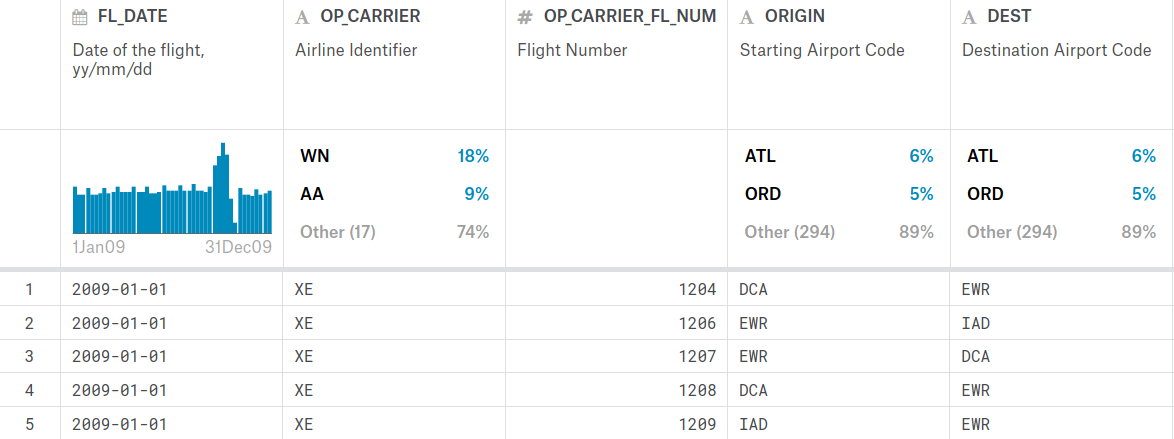 FL_DATE A OP_CARRIER # OP_CARRIER_FL_NUM A ORIGIN A DEST
Date of the flight, Airline Identifier Flight Number Starting Airport Code Destination Airport Code
yy/mm/dd
WN 18% ATL 6% ATL 6%
AA 9% ORD 5% ORD 5%
Other (17) 74% Other (294) 89% Other (294) 89%
1Jan09 31Dec09
1 2009-01-01 XE 1204 DCA EWR
2 2009-01-01 XE 1206 EWR IAD
3 2009-01-01 XE 1207 EWR DCA
4 2009-01-01 XE 1208 DCA EWR
5 2009-01-01 XE 1209 IAD EWR